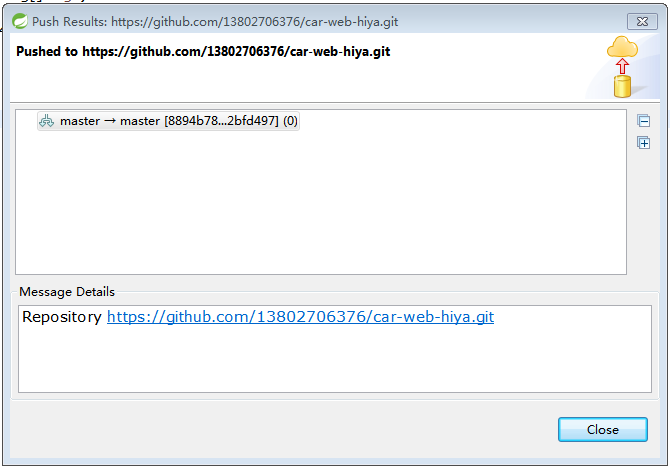 Push Results: https://github.com/13802706376/car-web-hiya.git
Pushed to https://github.com/13802706376/car-web-hiya.git
master → master [8894b78...2bfd497] (0)
Message Details
Repository https://github.com/13802706376/car-web-hiya.git
Close